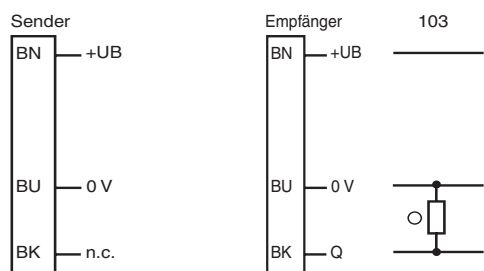 Sender
BN +UB
BU 0 V
BK n.c.
Empfänger 103
BN +UB
BU 0 V
BK Q